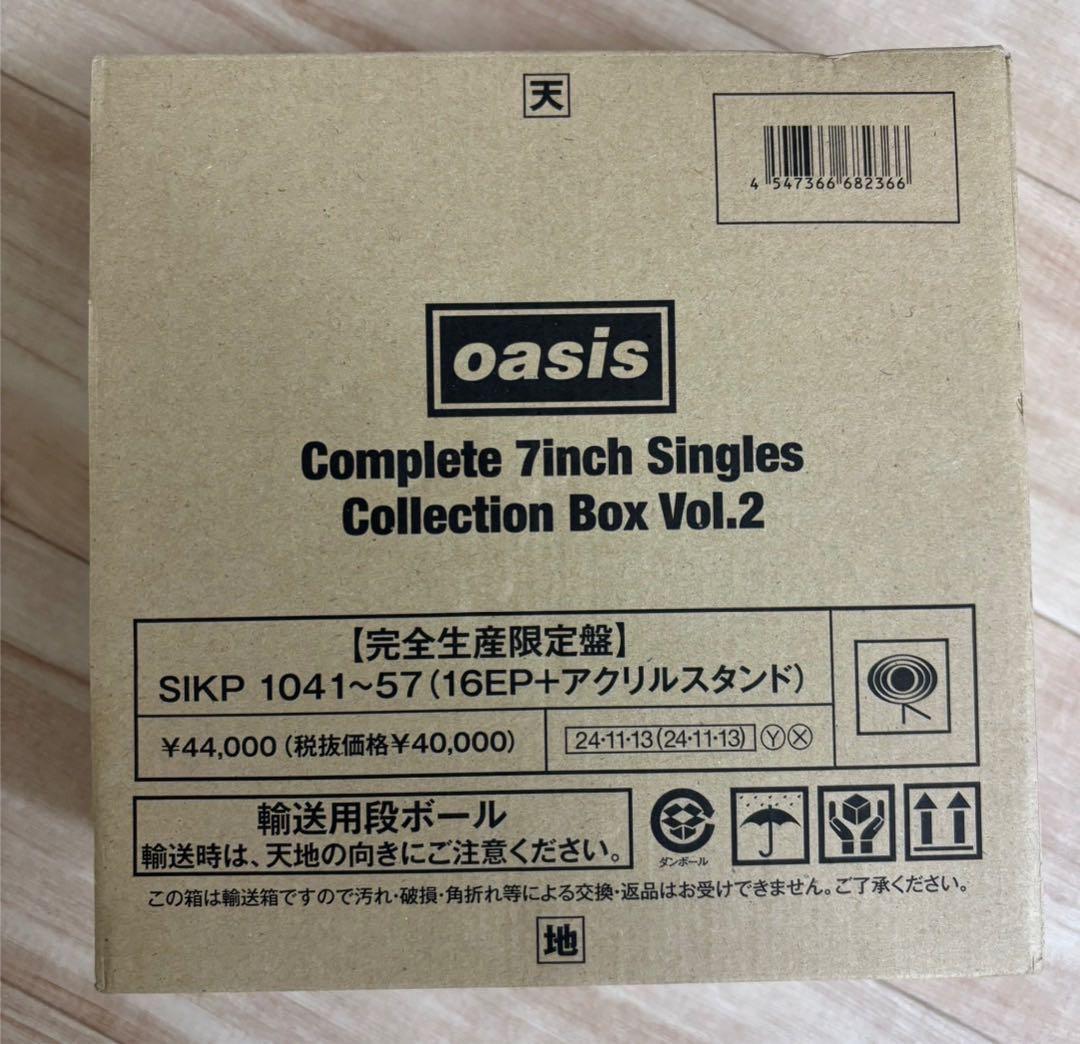 天
4 547366 682366
oasis
Complete 7inch Singles
Collection Box Vol.2
【完全生産限定盤】
SIKP 1041~57(16EP+アクリルスタンド)
¥44,000(税抜価格¥40,000)
24・11・13(24・11・13)ⓎⓍ
輸送用段ボール
輸送時は、天地の向きにご注意ください。
ダンボール
この箱は輸送箱ですので汚れ・破損・角折れ等による交換・返品はお受けできません。ご了承ください。
地